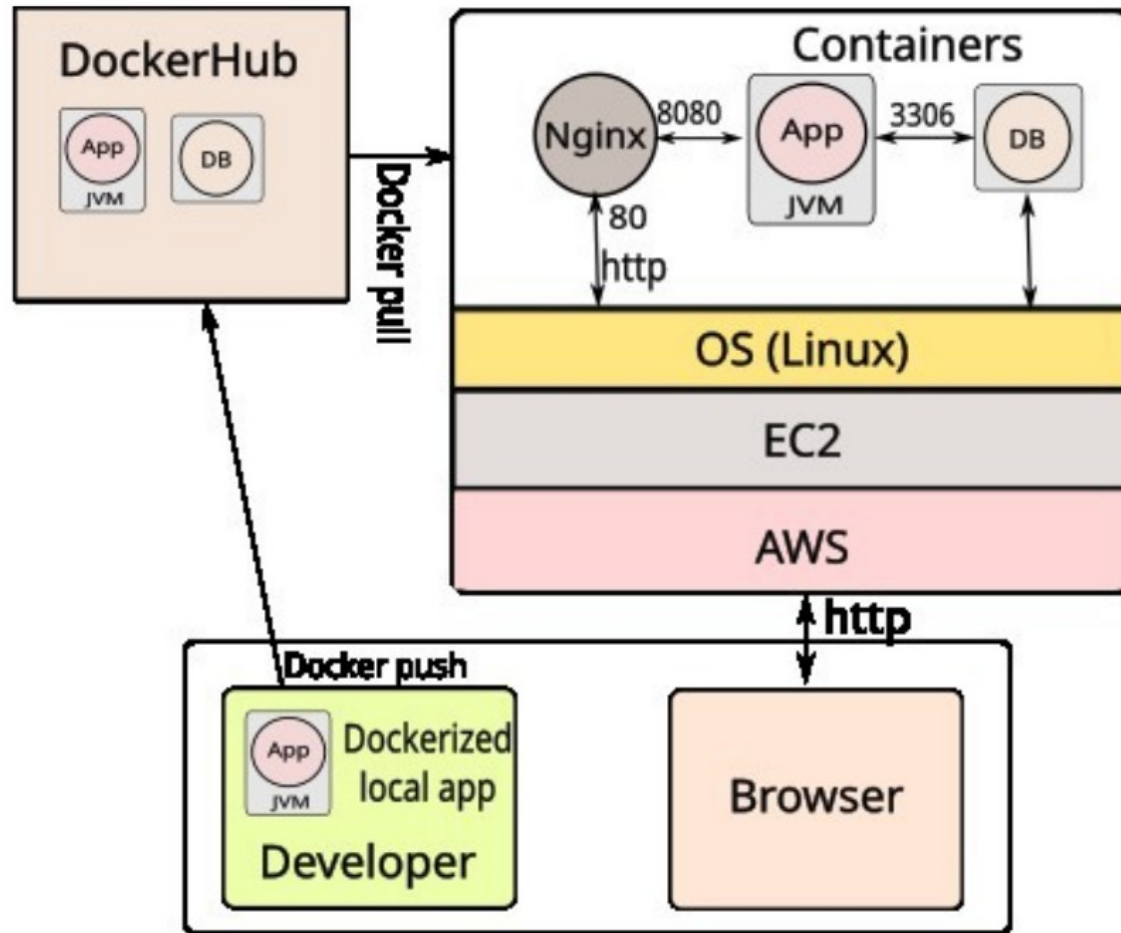 DockerHub
App
JVM
DB
Docker pull
Containers
Nginx
8080
App
JVM
3306
DB
80
http
OS (Linux)
EC2
AWS
http
Docker push
App
JVM
Dockerized
local app
Developer
Browser